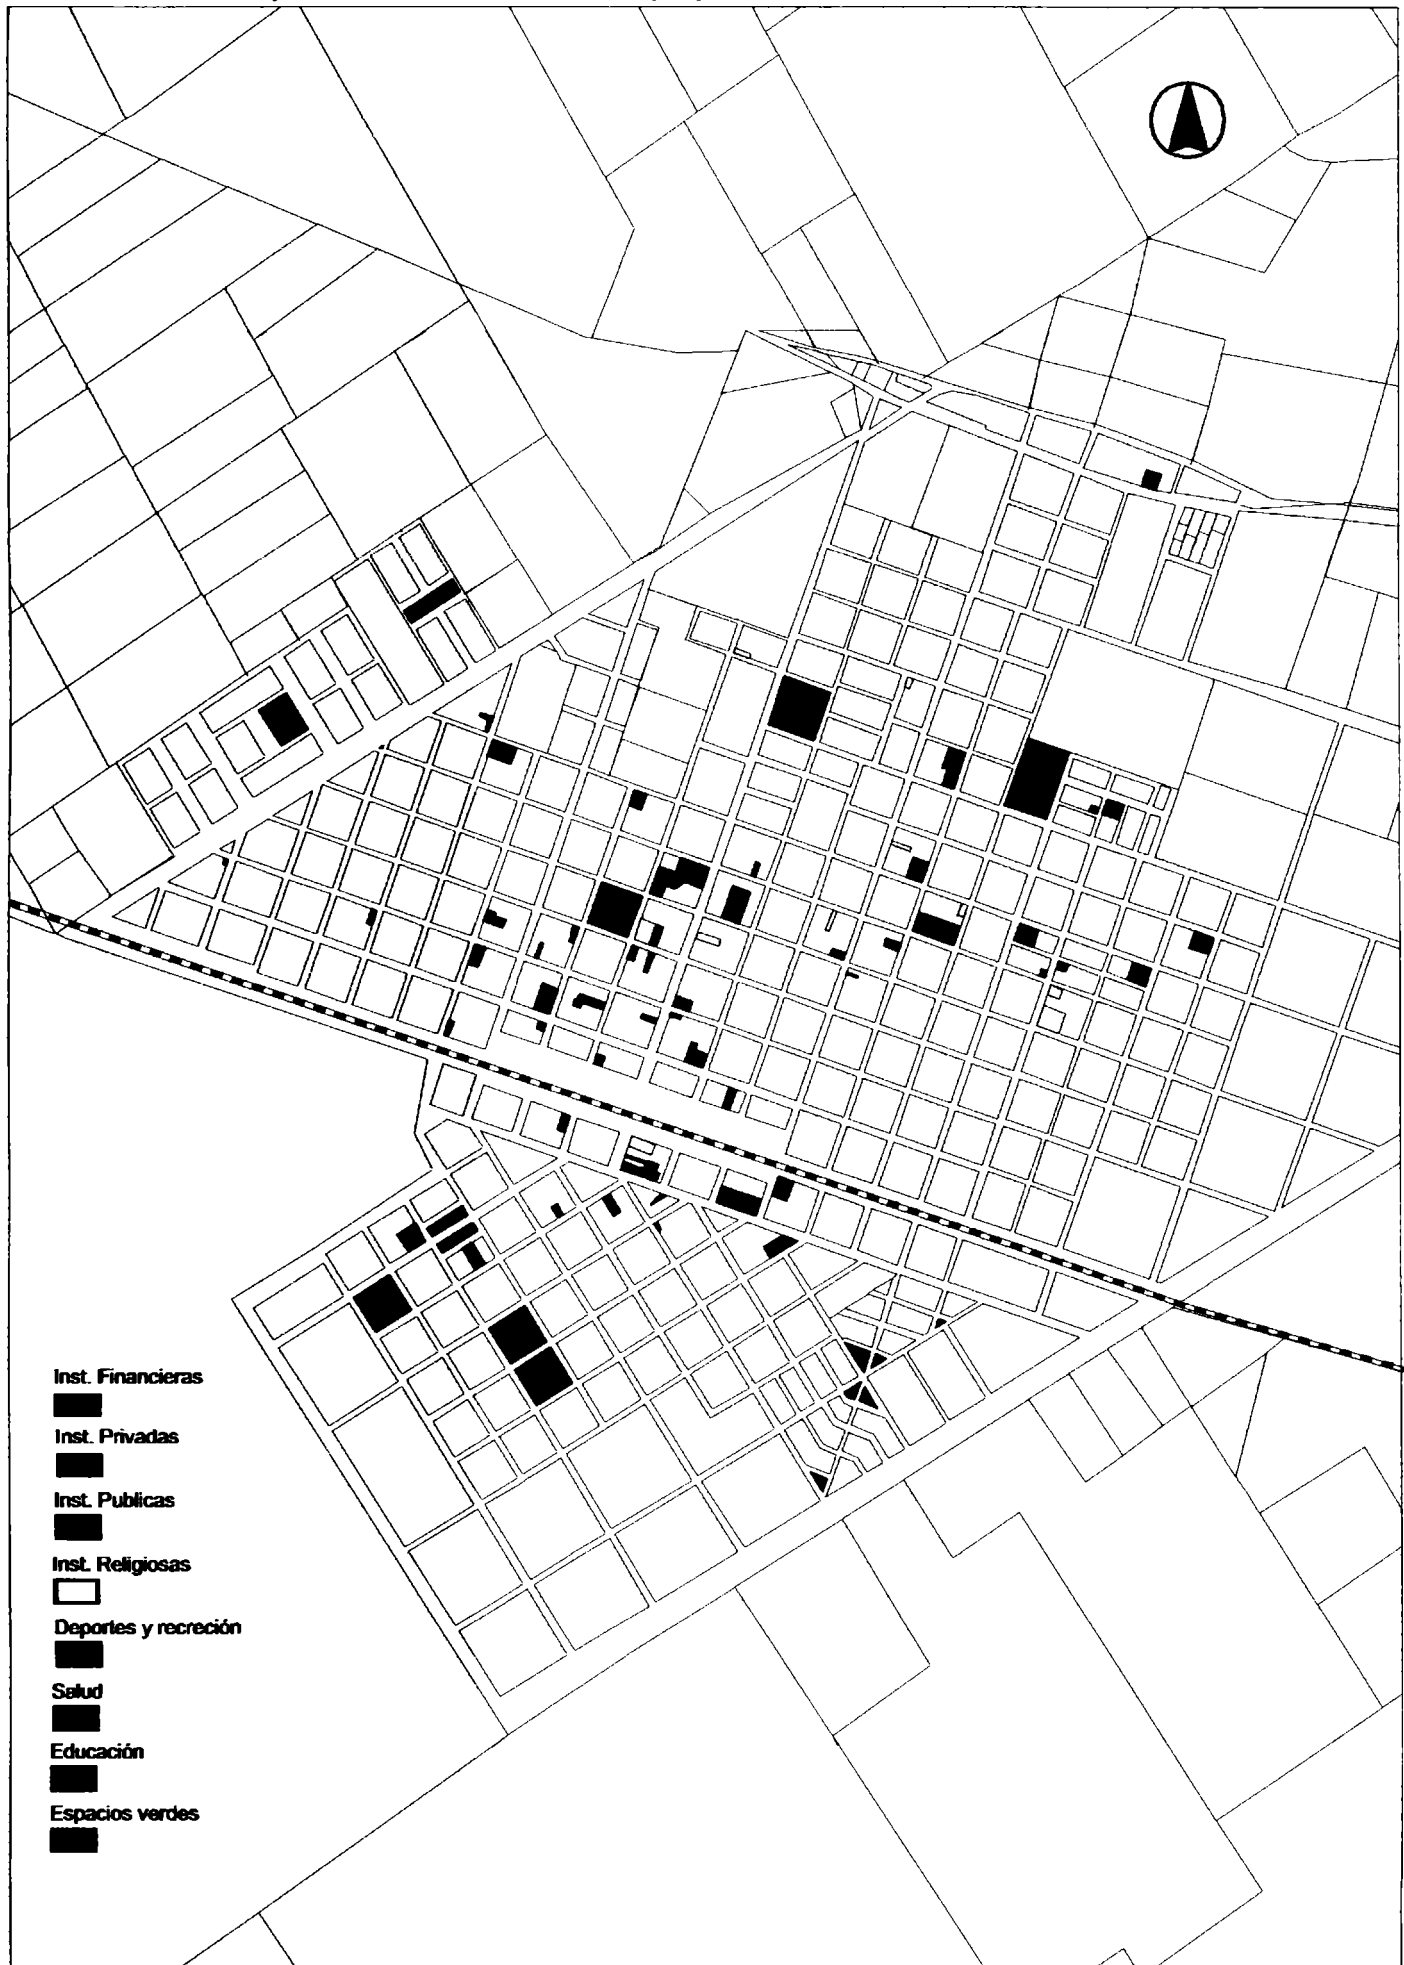 Inst. Financieras
Inst. Privadas
Inst. Publicas
Inst. Religiosas
Deportes y recreción
Salud
Educación
Espacios verdes